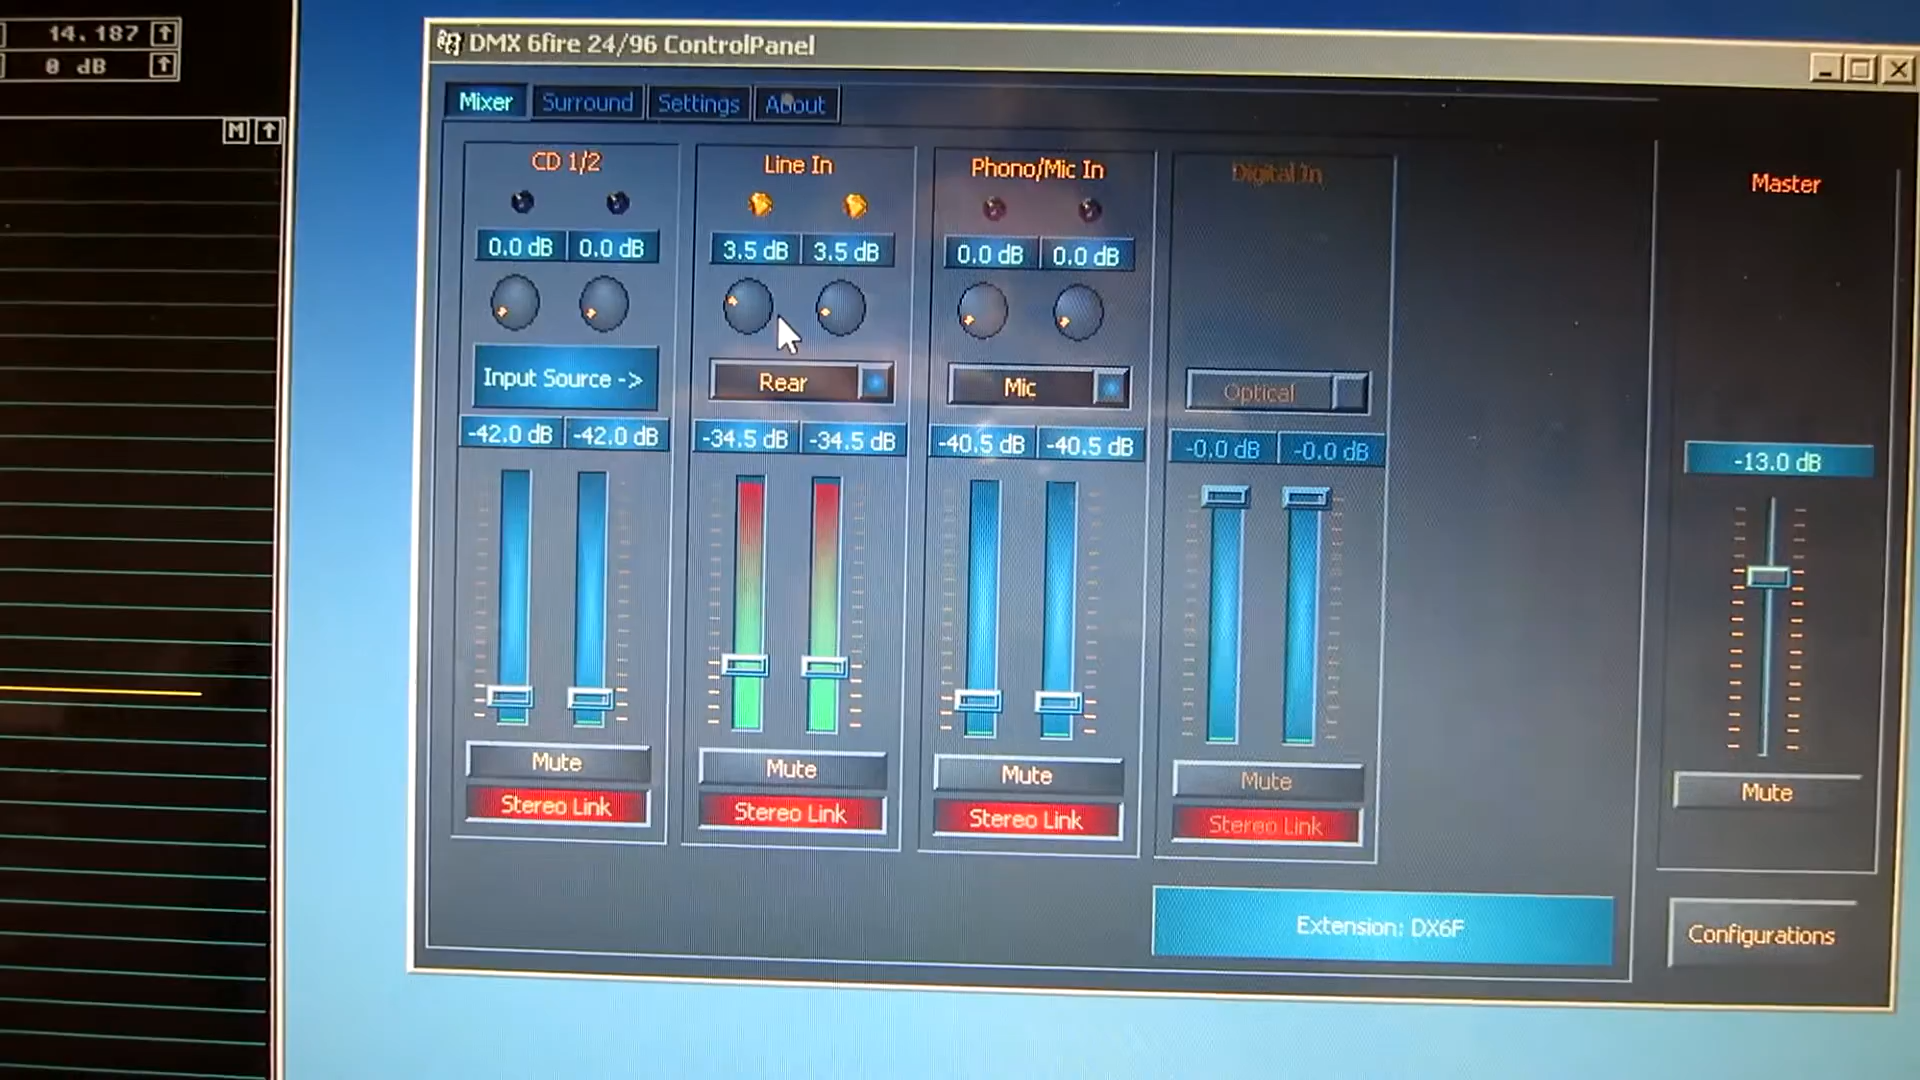 14.187
0 dB
M
DMX 6fire 24/96 ControlPanel
Mixer Surround Settings About
CD 1/2
0.0 dB 0.0 dB
Input Source ->
-42.0 dB -42.0 dB
Mute
Stereo Link
Line In
3.5 dB 3.5 dB
Rear
-34.5 dB -34.5 dB
Mute
Stereo Link
Phono/Mic In
0.0 dB 0.0 dB
Mic
-40.5 dB -40.5 dB
Mute
Stereo Link
Digital In
Optical
-0.0 dB -0.0 dB
Mute
Stereo Link
Master
-13.0 dB
Mute
Extension: DX6F
Configurations